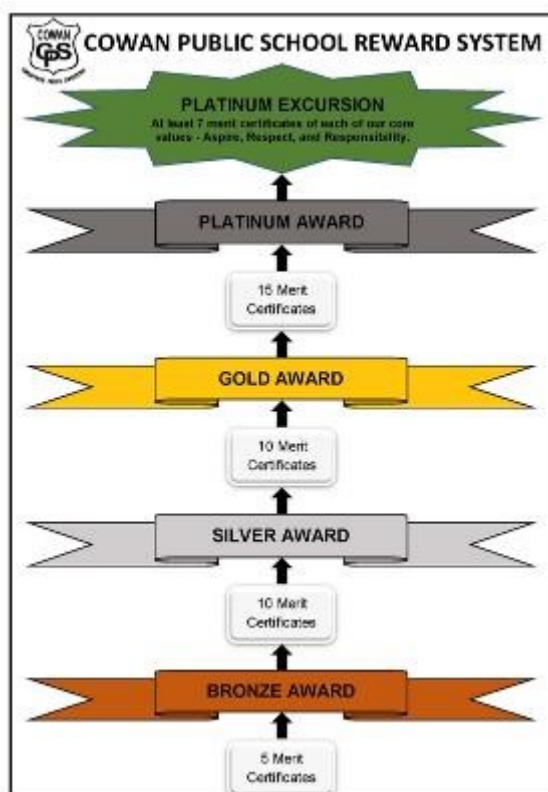 COWAN
CPS
COWAN PUBLIC SCHOOL REWARD SYSTEM
PLATINUM EXCURSION
At least 7 merit certificates of each of our core
values - Aspire, Respect, and Responsibility.
PLATINUM AWARD
15 Merit
Certificates
GOLD AWARD
10 Merit
Certificates
SILVER AWARD
10 Merit
Certificates
BRONZE AWARD
5 Merit
Certificates